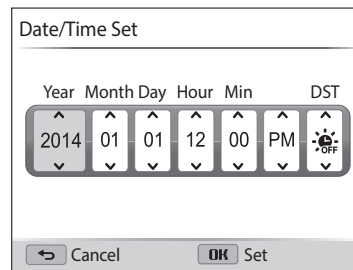 Date/Time Set
Year Month Day Hour Min DST
2014 01 01 12 00 PM OFF
Cancel OK Set